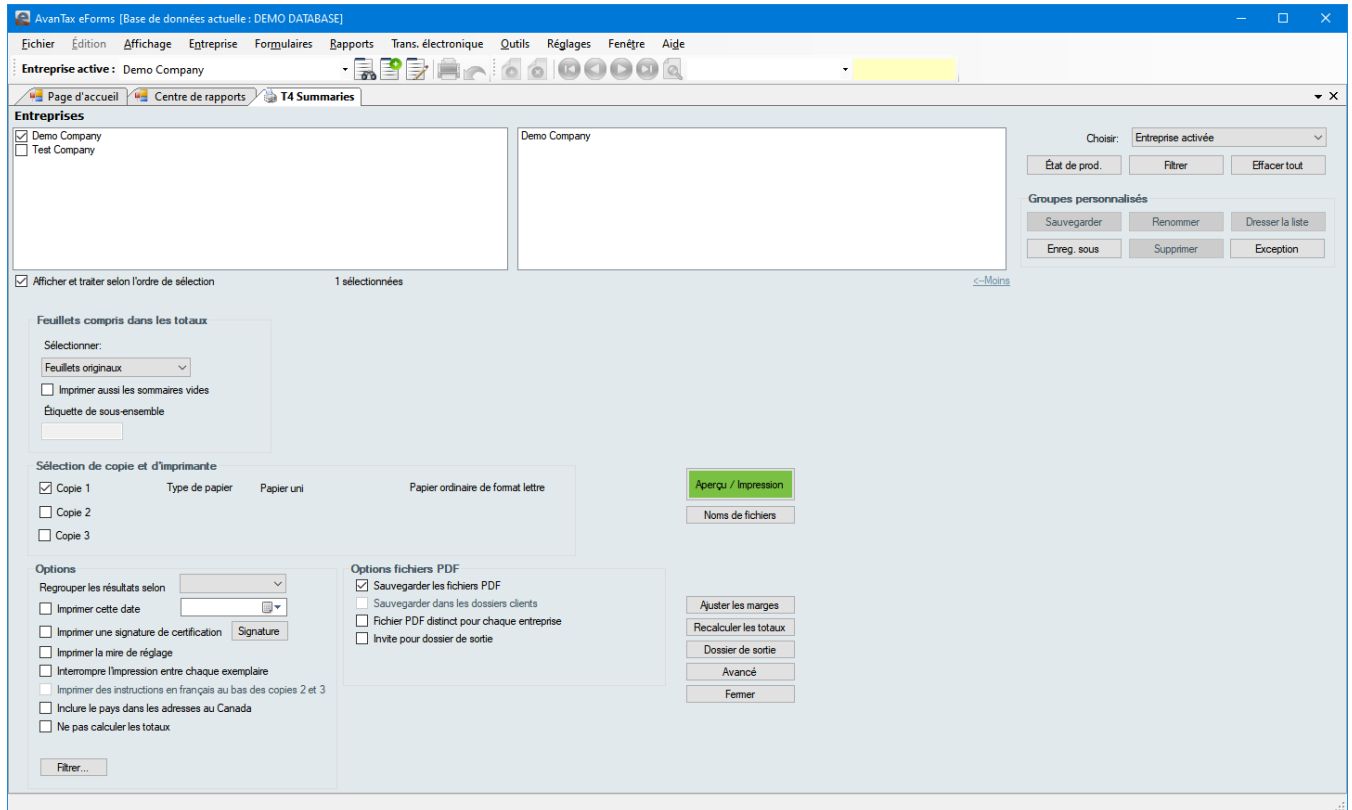 AvanTax eForms [Base de données actuelle : DEMO DATABASE]
Fichier Édition Affichage Entreprise Formulaires Rapports Trans. électronique Outils Réglages Fenêtre Aide
Entreprise active : Demo Company
Page d'accueil Centre de rapports T4 Summaries
Entreprises
Demo Company
Test Company
Demo Company
Choisir: Entreprise activée
État de prod. Filtrer Effacer tout
Groupes personnalisés
Sauvegarder Renommer Dresser la liste
Enreg. sous Supprimer Exception
Afficher et traiter selon l'ordre de sélection 1 sélectionnées <--Moins
Feuillets compris dans les totaux
Sélectionner:
Feuillets originaux
Imprimer aussi les sommaires vides
Étiquette de sous-ensemble
Sélection de copie et d'imprimante
Copie 1 Type de papier Papier uni Papier ordinaire de format lettre
Copie 2
Copie 3
Aperçu / Impression
Noms de fichiers
Options
Regrouper les résultats selon
Imprimer cette date
Imprimer une signature de certification Signature
Imprimer la mire de réglage
Interrompre l'impression entre chaque exemplaire
Imprimer des instructions en français au bas des copies 2 et 3
Inclure le pays dans les adresses au Canada
Ne pas calculer les totaux
Filtrer...
Options fichiers PDF
Sauvegarder les fichiers PDF
Sauvegarder dans les dossiers clients
Fichier PDF distinct pour chaque entreprise
Invite pour dossier de sortie
Ajuster les marges
Recalculer les totaux
Dossier de sortie
Avancé
Fermer